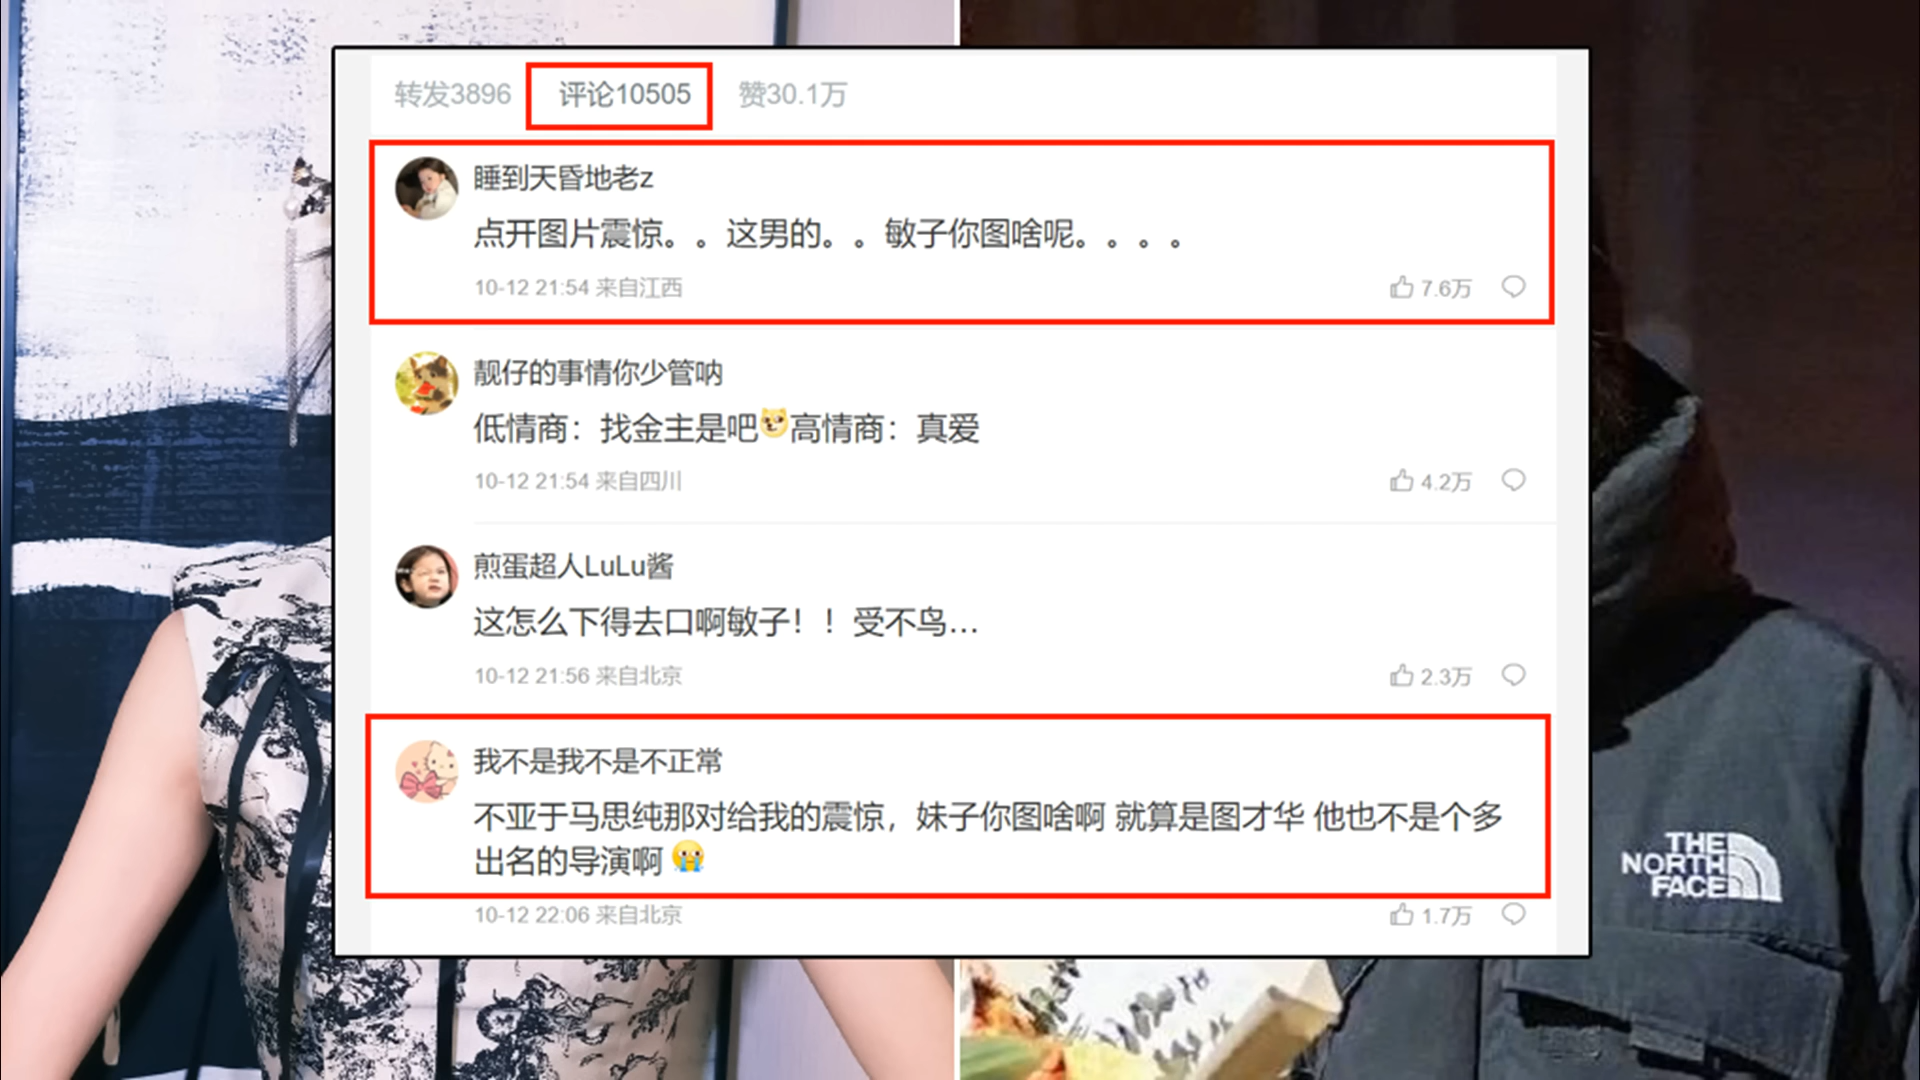 转发3896 评论10505 赞30.1万
睡到天昏地老z
点开图片震惊。。这男的。。敏子你图啥呢。。。。
10-12 21:54 来自江西 7.6万
靓仔的事情你少管呐
低情商：找金主是吧😏高情商：真爱
10-12 21:54 来自四川 4.2万
煎蛋超人LuLu酱
这怎么下得去口啊敏子！！受不鸟...
10-12 21:56 来自北京 2.3万
我不是我不是不正常
不亚于马思纯那对给我的震惊，妹子你图啥啊 就算是图才华 他也不是个多
出名的导演啊😭
10-12 22:06 来自北京 1.7万
THE
NORTH
FACE